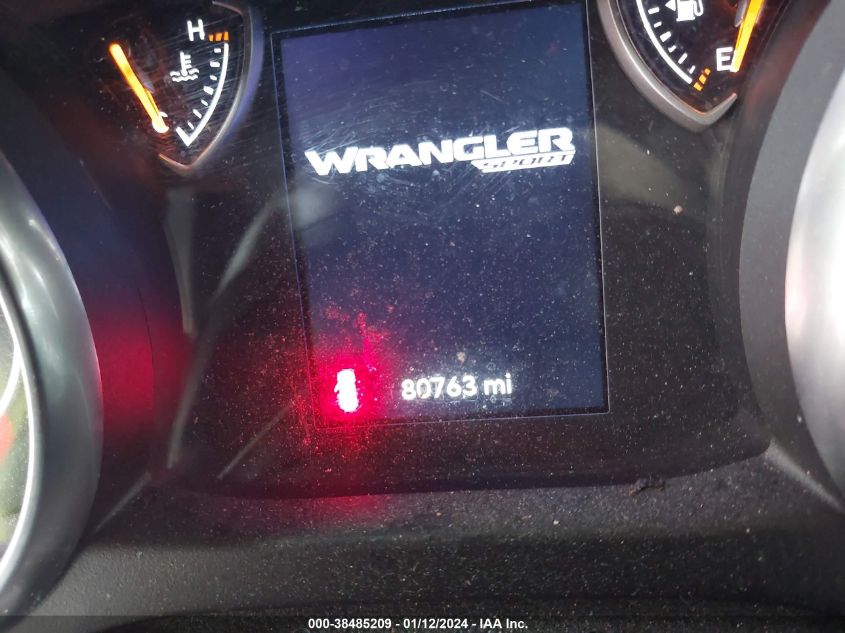 H
E
WRANGLER
SPORT
80763 mi
000-38485209 - 01/12/2024 - IAA Inc.